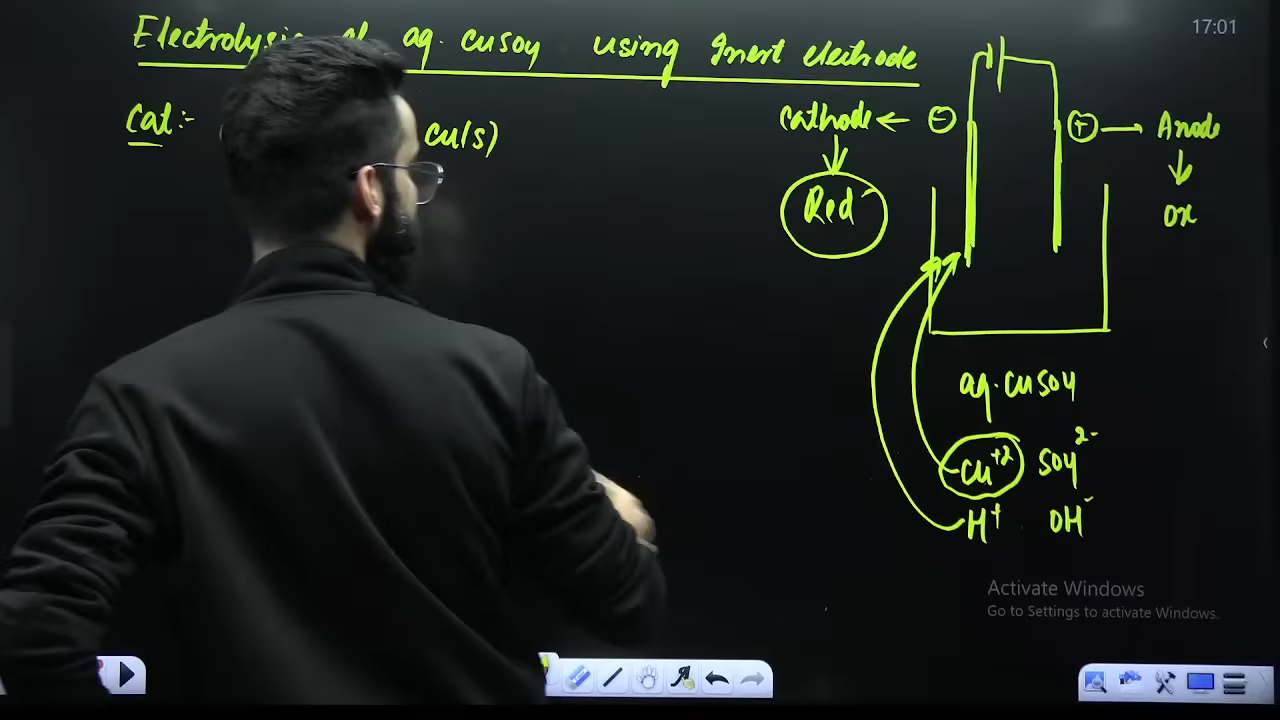 Electrolysis of aq. CuSO4 using Inert electrode
17:01
Cat:- Cu(s)
Cathode ← ⊖
⊕ → Anode
↓
Red
↓
Ox
aq. CuSO4
Cu+2 SO4 2-
H+ OH-
Activate Windows
Go to Settings to activate Windows.